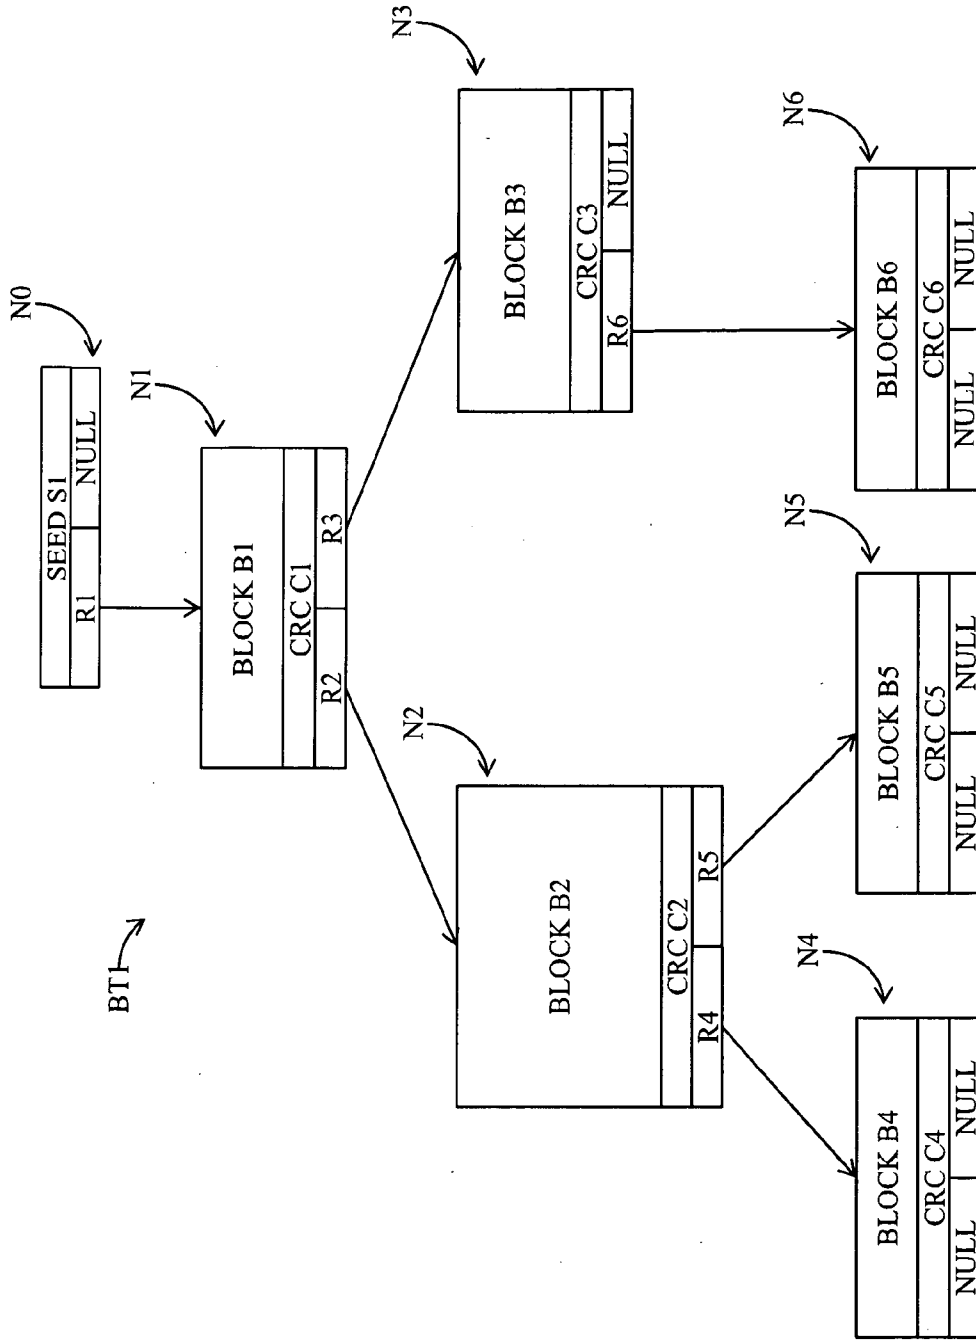 BT1
N0
SEED S1
R1 NULL
N1
BLOCK B1
CRC C1
R2 R3
N2
BLOCK B2
CRC C2
R4 R5
N3
BLOCK B3
CRC C3
R6 NULL
N4
BLOCK B4
CRC C4
NULL NULL
N5
BLOCK B5
CRC C5
NULL NULL
N6
BLOCK B6
CRC C6
NULL NULL